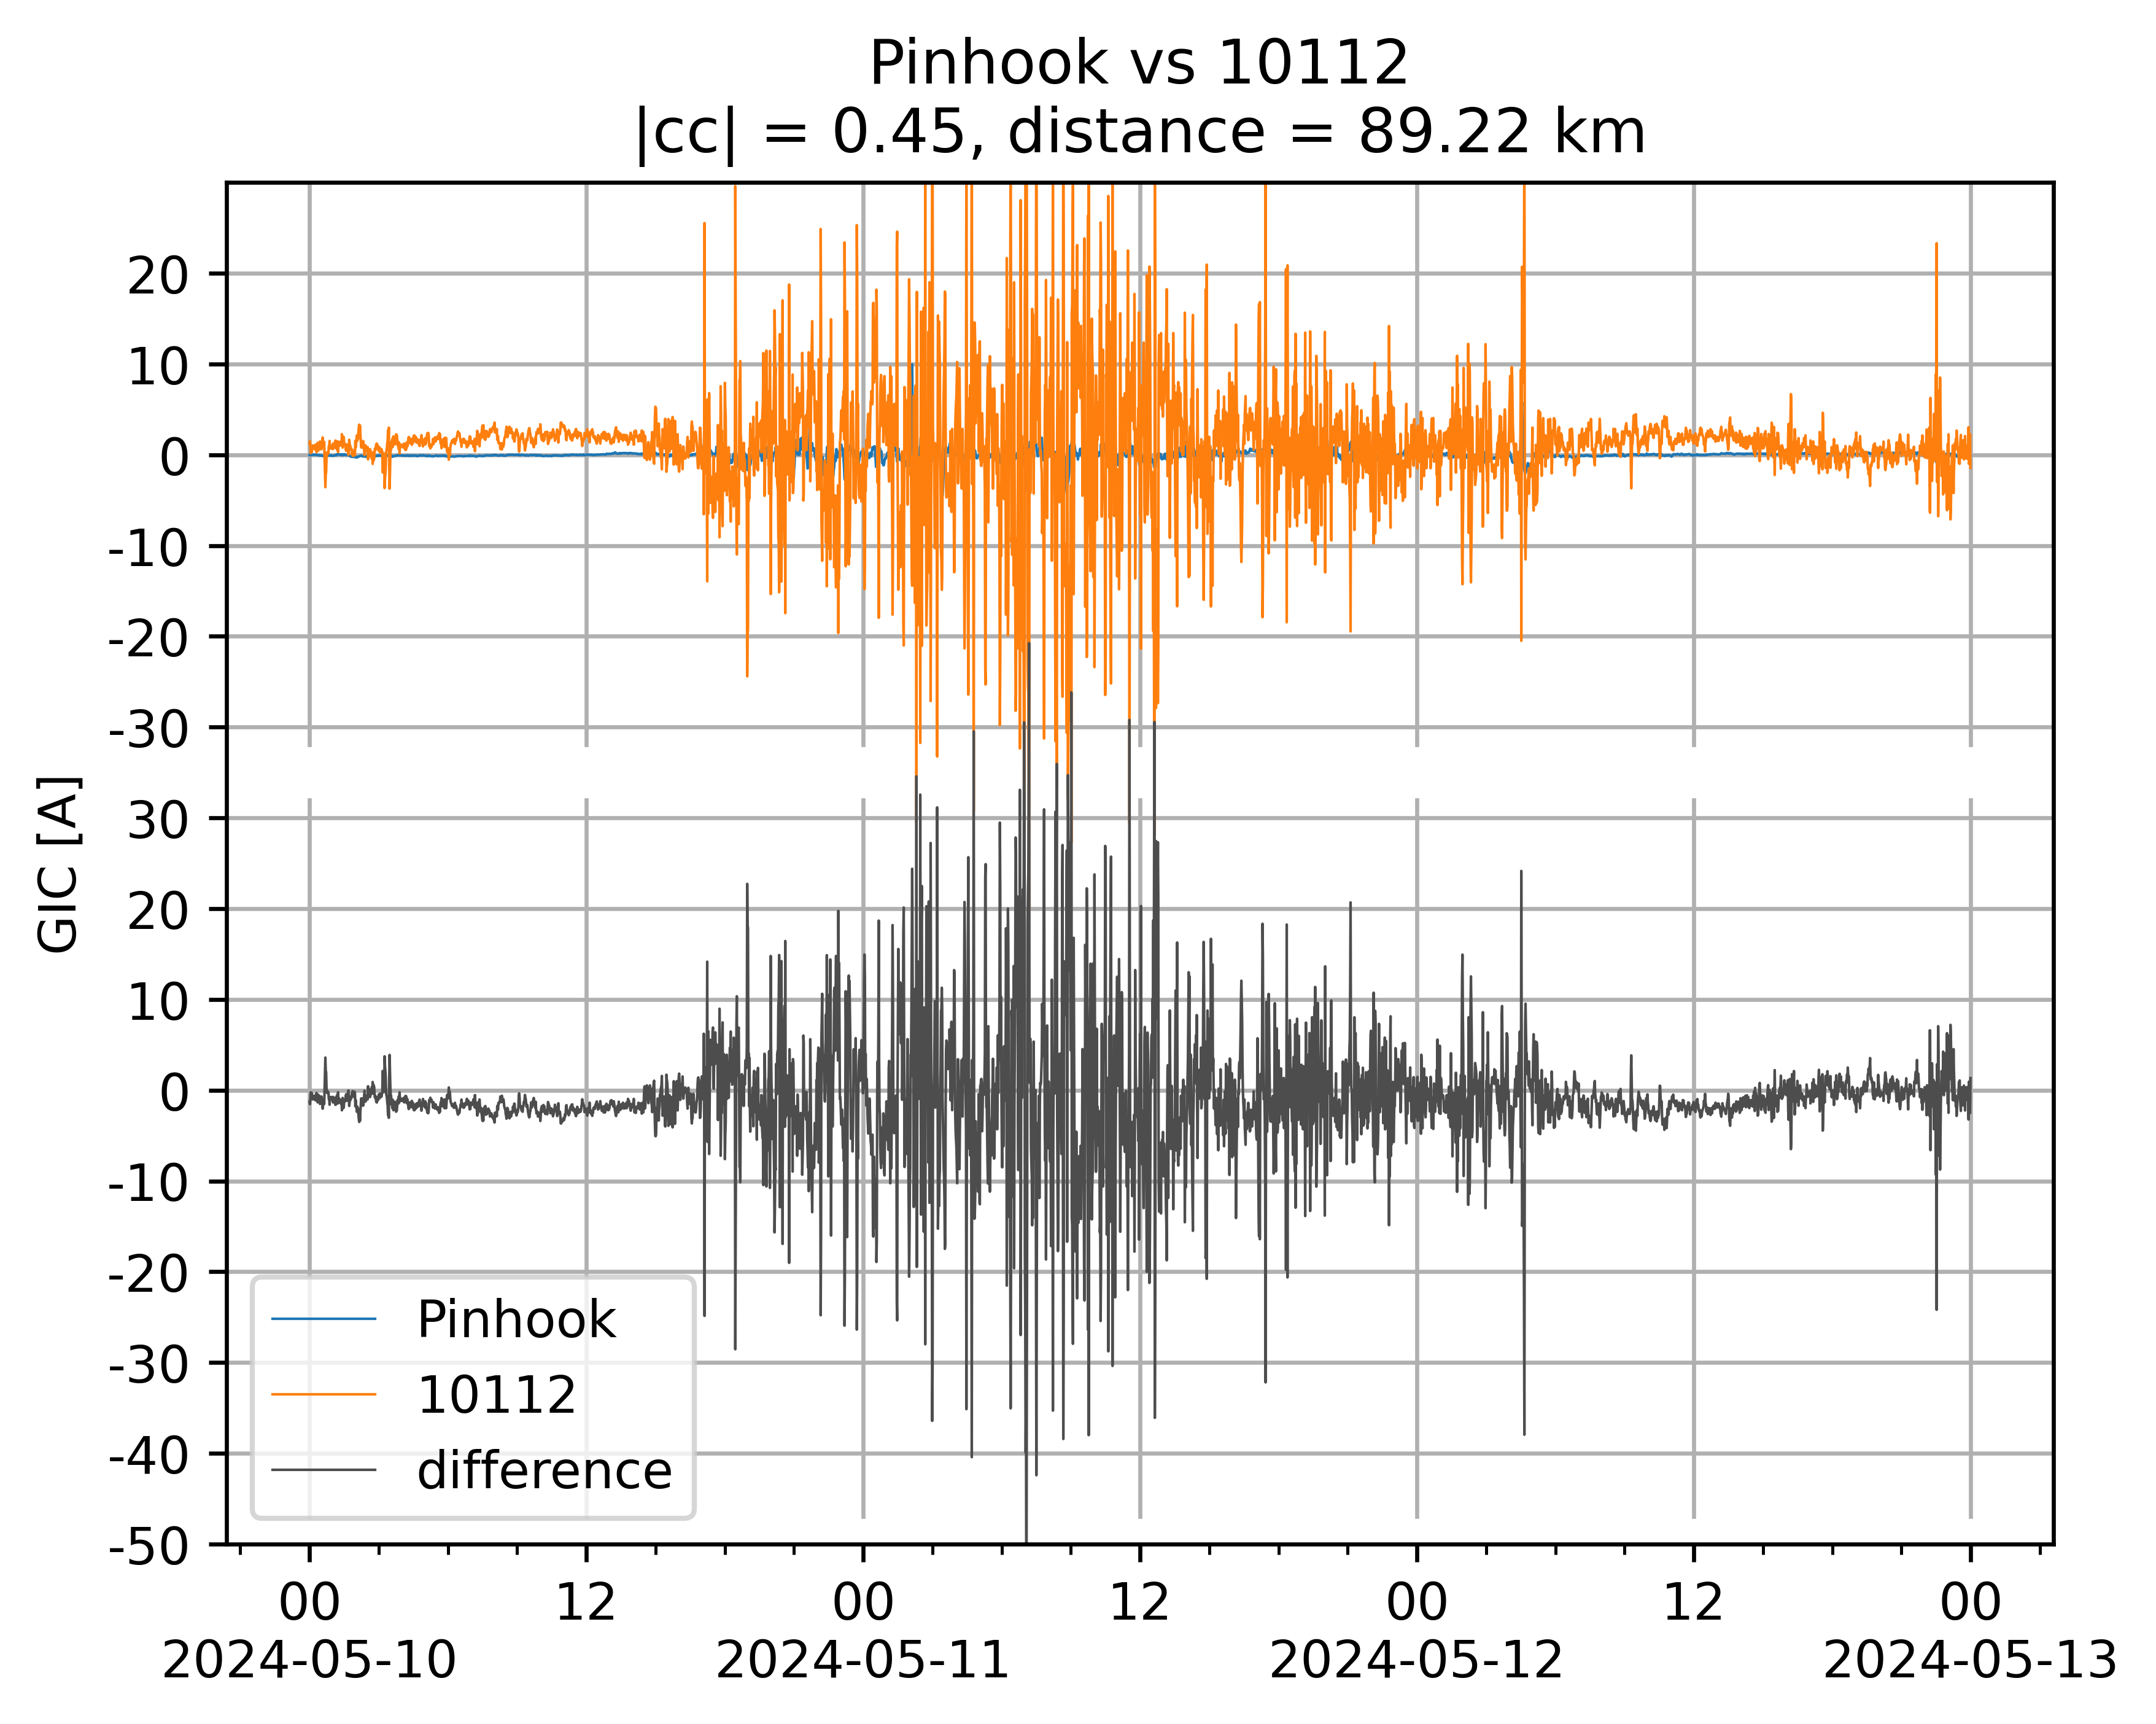 Pinhook vs 10112
|cc| = 0.45, distance = 89.22 km
GIC [A]
20
10
0
-10
-20
-30
30
20
10
0
-10
-20
-30
-40
-50
Pinhook
10112
difference
00 12 00 12 00 12 00
2024-05-10 2024-05-11 2024-05-12 2024-05-13